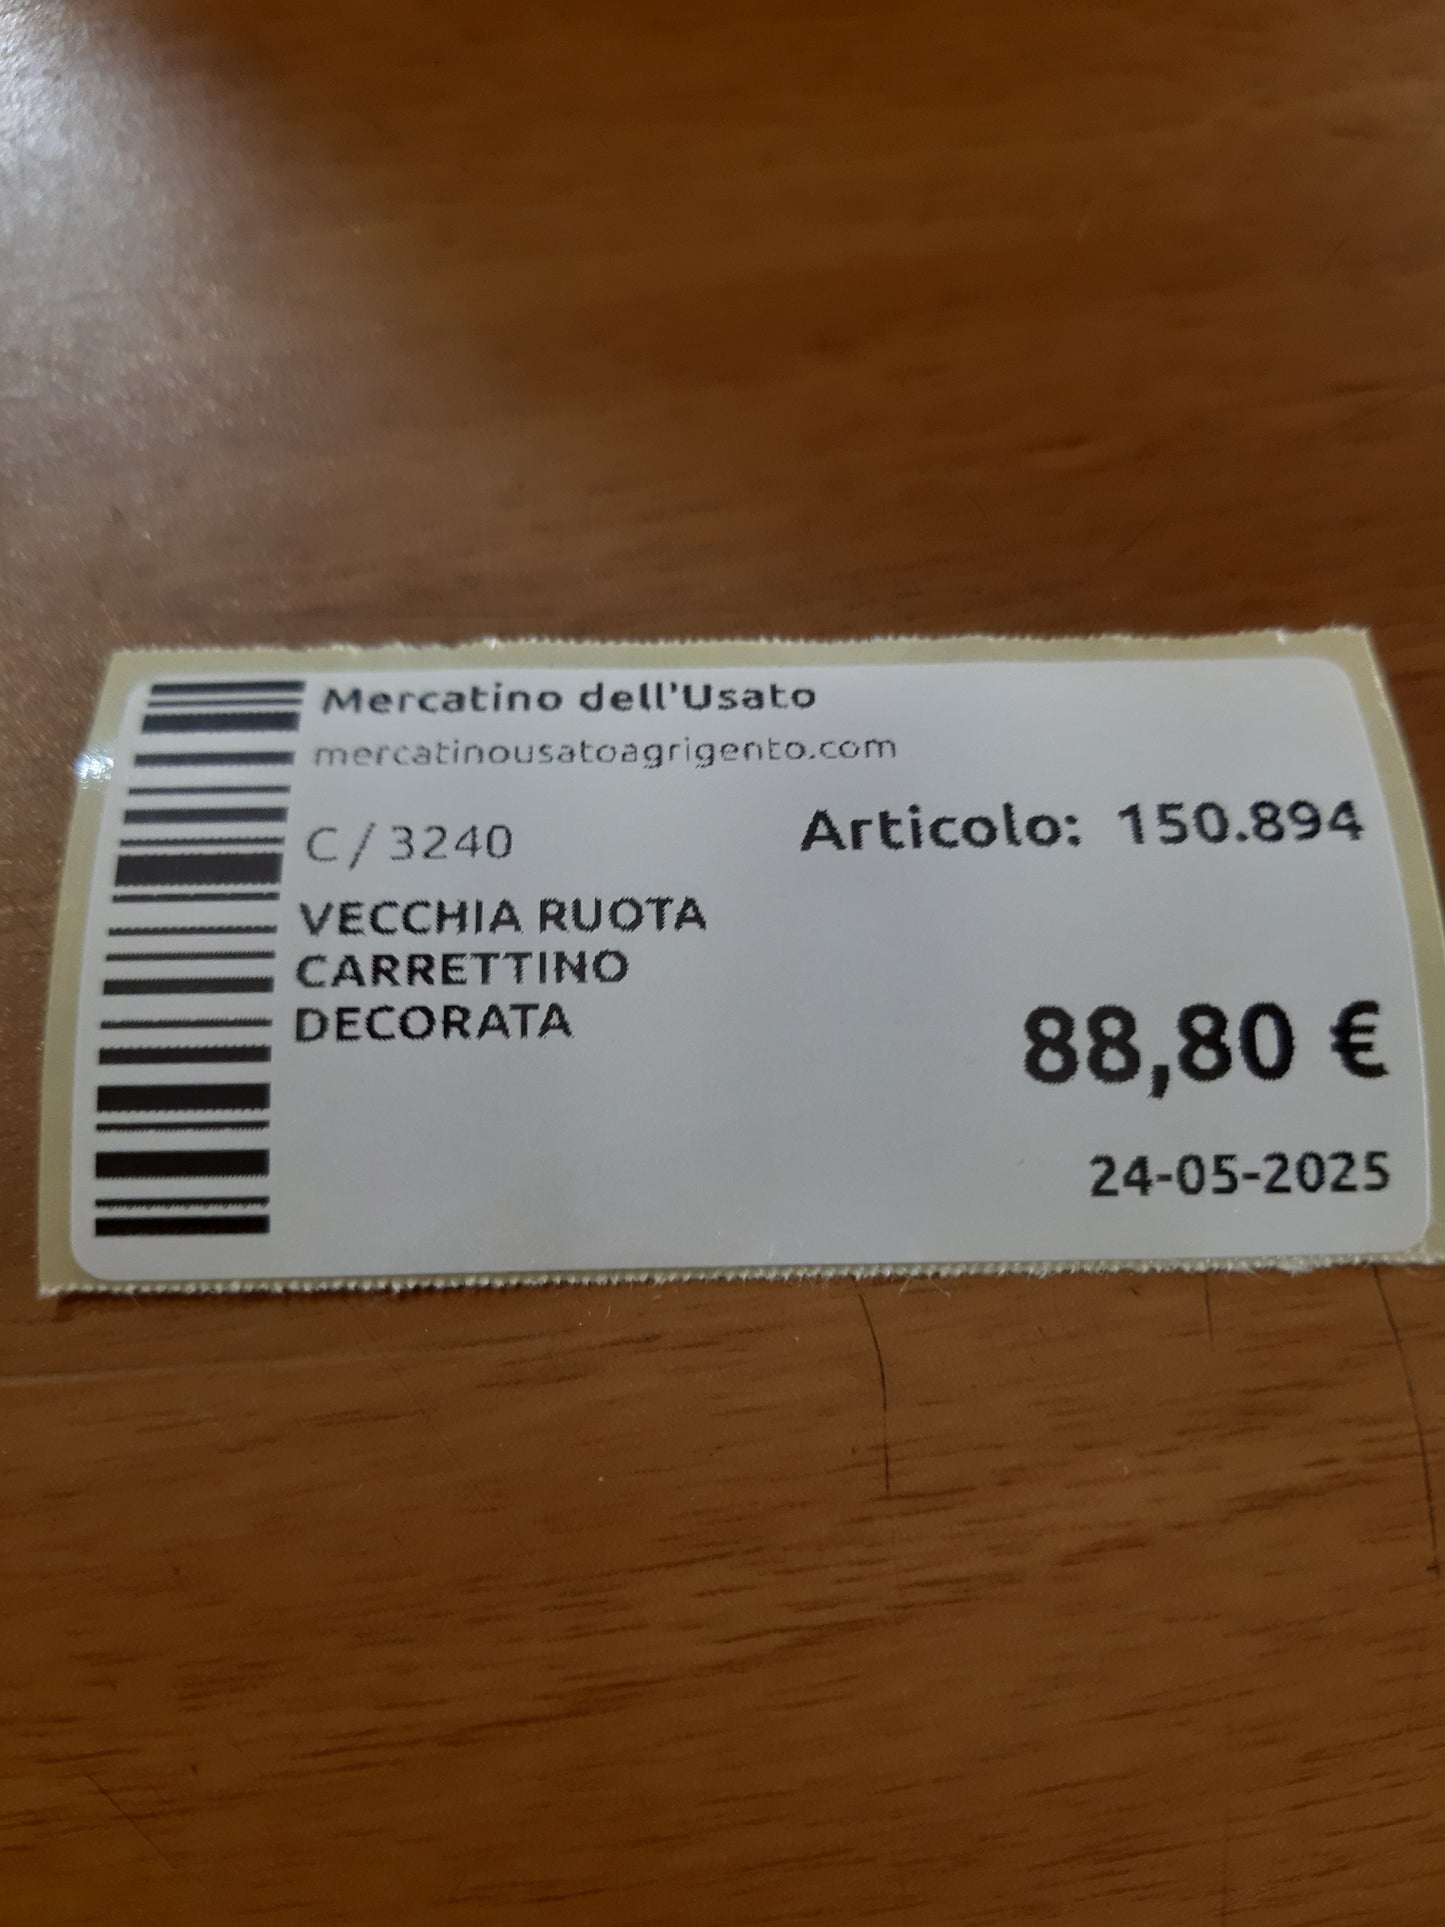 Mercatino dell'Usato
mercatinousatoagrigento.com
C/3240
Articolo: 150.894
VECCHIA RUOTA
CARRETTINO
DECORATA
88,80 €
24-05-2025